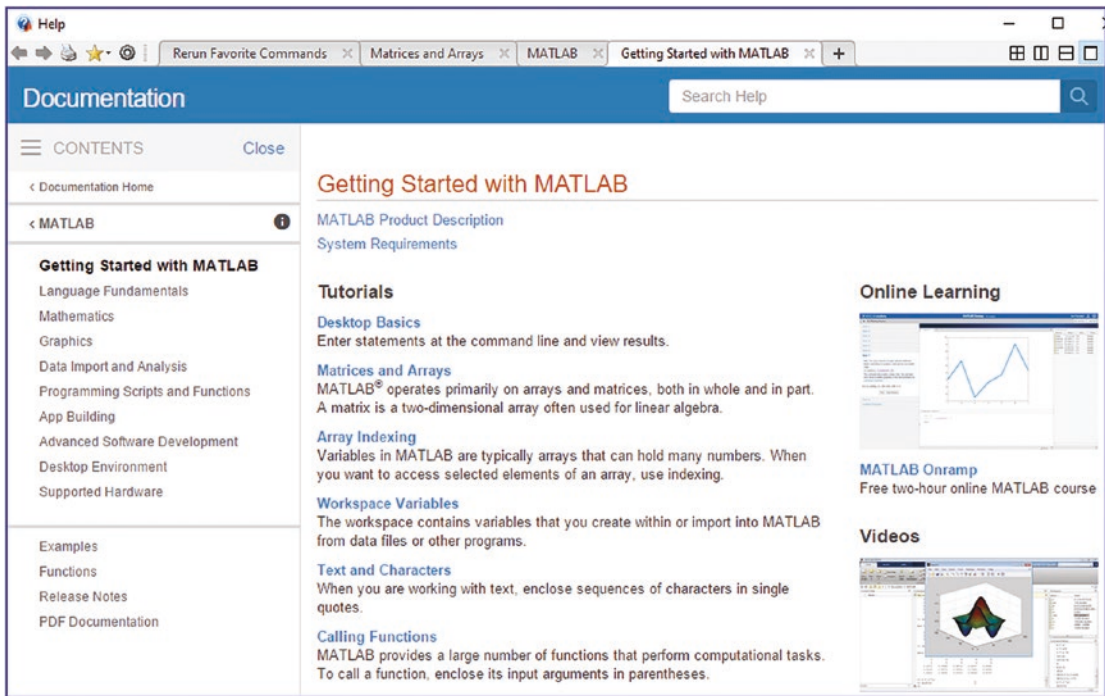 Help
Rerun Favorite Commands
Matrices and Arrays
MATLAB
Getting Started with MATLAB
Documentation
Search Help
CONTENTS
Close
< Documentation Home
< MATLAB
Getting Started with MATLAB
Language Fundamentals
Mathematics
Graphics
Data Import and Analysis
Programming Scripts and Functions
App Building
Advanced Software Development
Desktop Environment
Supported Hardware
Examples
Functions
Release Notes
PDF Documentation
Getting Started with MATLAB
MATLAB Product Description
System Requirements
Tutorials
Desktop Basics
Enter statements at the command line and view results.
Matrices and Arrays
MATLAB® operates primarily on arrays and matrices, both in whole and in part.
A matrix is a two-dimensional array often used for linear algebra.
Array Indexing
Variables in MATLAB are typically arrays that can hold many numbers. When
you want to access selected elements of an array, use indexing.
Workspace Variables
The workspace contains variables that you create within or import into MATLAB
from data files or other programs.
Text and Characters
When you are working with text, enclose sequences of characters in single
quotes.
Calling Functions
MATLAB provides a large number of functions that perform computational tasks.
To call a function, enclose its input arguments in parentheses.
Online Learning
MATLAB Onramp
Free two-hour online MATLAB course
Videos